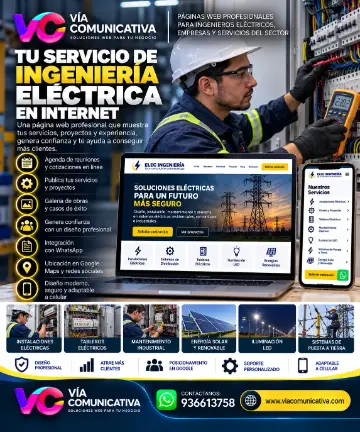 VÍA
COMUNICATIVA
SOLUCIONES WEB PARA TU NEGOCIO
PÁGINAS WEB PROFESIONALES
PARA INGENIEROS ELÉCTRICOS,
EMPRESAS Y SERVICIOS DEL SECTOR
TU SERVICIO DE
INGENIERÍA
ELÉCTRICA
EN INTERNET
Una página web profesional que muestra
tus servicios, proyectos y experiencia,
genera confianza y te ayuda a conseguir
más clientes.
Agenda de reuniones
y cotizaciones en línea
Publica tus servicios
y proyectos
Galería de obras
y casos de éxito
Genera confianza
con un diseño profesional
Integración
con WhatsApp
Ubicación en Google
Maps y redes sociales
Diseño moderno,
seguro y adaptable
a celular
ELEC INGENIERÍA
SOLUCIONES ELÉCTRICAS
PARA UN FUTURO
MÁS SEGURO
Nuestros
Servicios
INSTALACIONES
ELÉCTRICAS
TABLEROS
ELÉCTRICOS
MANTENIMIENTO
INDUSTRIAL
ENERGÍA SOLAR
Y RENOVABLE
ILUMINACIÓN
LED
SISTEMAS DE
PUESTA A TIERRA
DISEÑO
PROFESIONAL
ATRAE MÁS
CLIENTES
POSICIONAMIENTO
EN GOOGLE
SOPORTE
PERSONALIZADO
ADAPTABLE
A CELULAR
VÍA
COMUNICATIVA
SOLUCIONES WEB PARA TU NEGOCIO
CONTÁCTANOS:
936613758
www.viacomunicativa.com